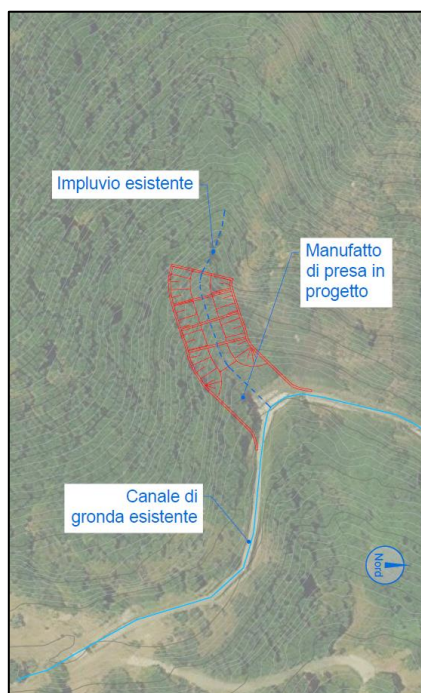 Impluvio esistente
Manufatto
di presa in
progetto
Canale di
gronda esistente
Nord